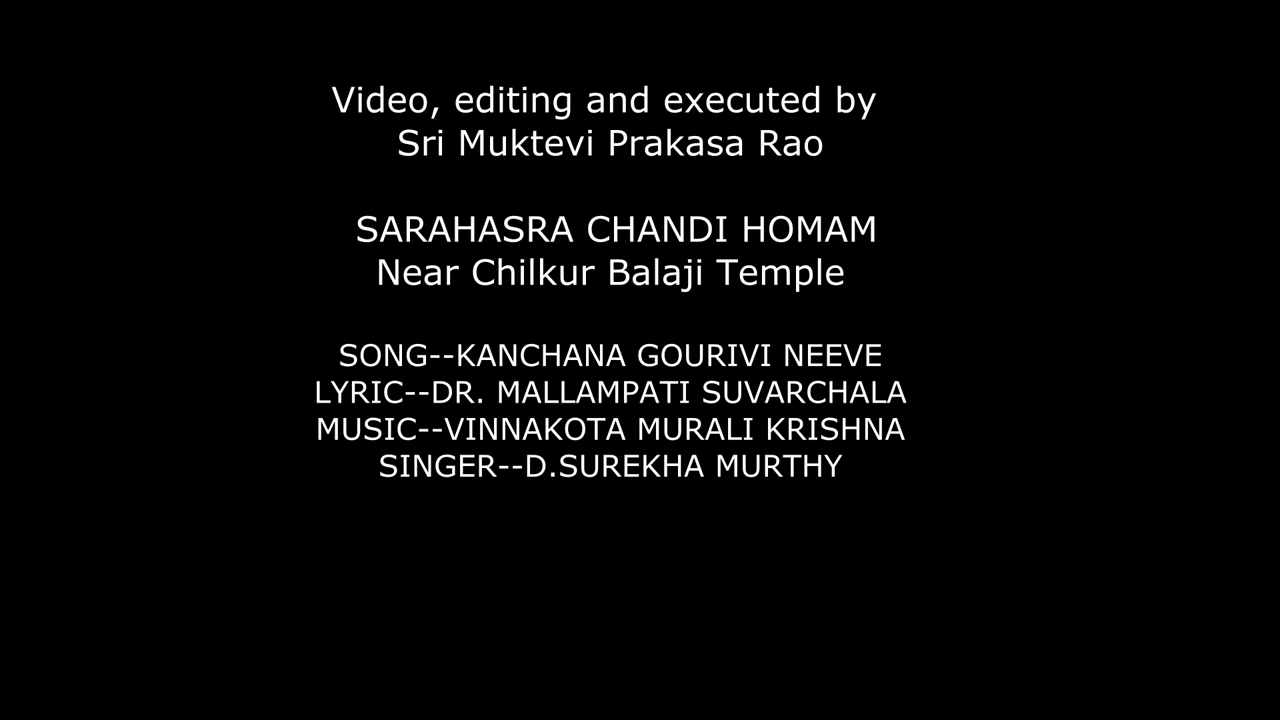 Video, editing and executed by
Sri Muktevi Prakasa Rao
SARAHASRA CHANDI HOMAM
Near Chilkur Balaji Temple
SONG--KANCHANA GOURIVI NEEVE
LYRIC--DR. MALLAMPATI SUVARCHALA
MUSIC--VINNAKOTA MURALI KRISHNA
SINGER--D.SUREKHA MURTHY